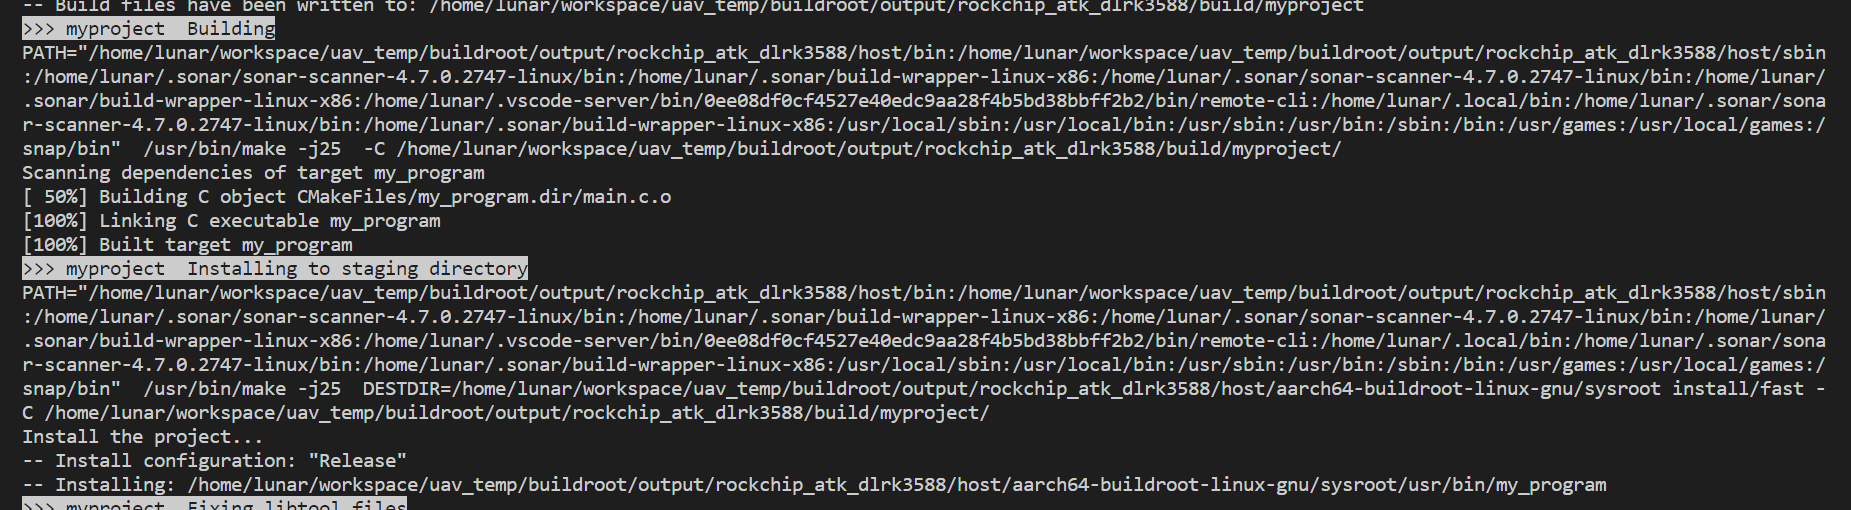 -- Build files have been written to: /home/lunar/workspace/uav_temp/buildroot/output/rockchip_atk_dlrk3588/build/myproject
>>> myproject  Building
PATH="/home/lunar/workspace/uav_temp/buildroot/output/rockchip_atk_dlrk3588/host/bin:/home/lunar/workspace/uav_temp/buildroot/output/rockchip_atk_dlrk3588/host/sbin
:/home/lunar/.sonar/sonar-scanner-4.7.0.2747-linux/bin:/home/lunar/.sonar/build-wrapper-linux-x86:/home/lunar/.sonar/sonar-scanner-4.7.0.2747-linux/bin:/home/lunar/
.sonar/build-wrapper-linux-x86:/home/lunar/.vscode-server/bin/0ee08df0cf4527e40edc9aa28f4b5bd38bbff2b2/bin/remote-cli:/home/lunar/.local/bin:/home/lunar/.sonar/sona
r-scanner-4.7.0.2747-linux/bin:/home/lunar/.sonar/build-wrapper-linux-x86:/usr/local/sbin:/usr/local/bin:/usr/sbin:/usr/bin:/sbin:/bin:/usr/games:/usr/local/games:/
snap/bin"  /usr/bin/make -j25  -C /home/lunar/workspace/uav_temp/buildroot/output/rockchip_atk_dlrk3588/build/myproject/
Scanning dependencies of target my_program
[ 50%] Building C object CMakeFiles/my_program.dir/main.c.o
[100%] Linking C executable my_program
[100%] Built target my_program
>>> myproject  Installing to staging directory
PATH="/home/lunar/workspace/uav_temp/buildroot/output/rockchip_atk_dlrk3588/host/bin:/home/lunar/workspace/uav_temp/buildroot/output/rockchip_atk_dlrk3588/host/sbin
:/home/lunar/.sonar/sonar-scanner-4.7.0.2747-linux/bin:/home/lunar/.sonar/build-wrapper-linux-x86:/home/lunar/.sonar/sonar-scanner-4.7.0.2747-linux/bin:/home/lunar/
.sonar/build-wrapper-linux-x86:/home/lunar/.vscode-server/bin/0ee08df0cf4527e40edc9aa28f4b5bd38bbff2b2/bin/remote-cli:/home/lunar/.local/bin:/home/lunar/.sonar/sona
r-scanner-4.7.0.2747-linux/bin:/home/lunar/.sonar/build-wrapper-linux-x86:/usr/local/sbin:/usr/local/bin:/usr/sbin:/usr/bin:/sbin:/bin:/usr/games:/usr/local/games:/
snap/bin"  /usr/bin/make -j25  DESTDIR=/home/lunar/workspace/uav_temp/buildroot/output/rockchip_atk_dlrk3588/host/aarch64-buildroot-linux-gnu/sysroot install/fast -
C /home/lunar/workspace/uav_temp/buildroot/output/rockchip_atk_dlrk3588/build/myproject/
Install the project...
-- Install configuration: "Release"
-- Installing: /home/lunar/workspace/uav_temp/buildroot/output/rockchip_atk_dlrk3588/host/aarch64-buildroot-linux-gnu/sysroot/usr/bin/my_program
>>> myproject  Fixing libtool files